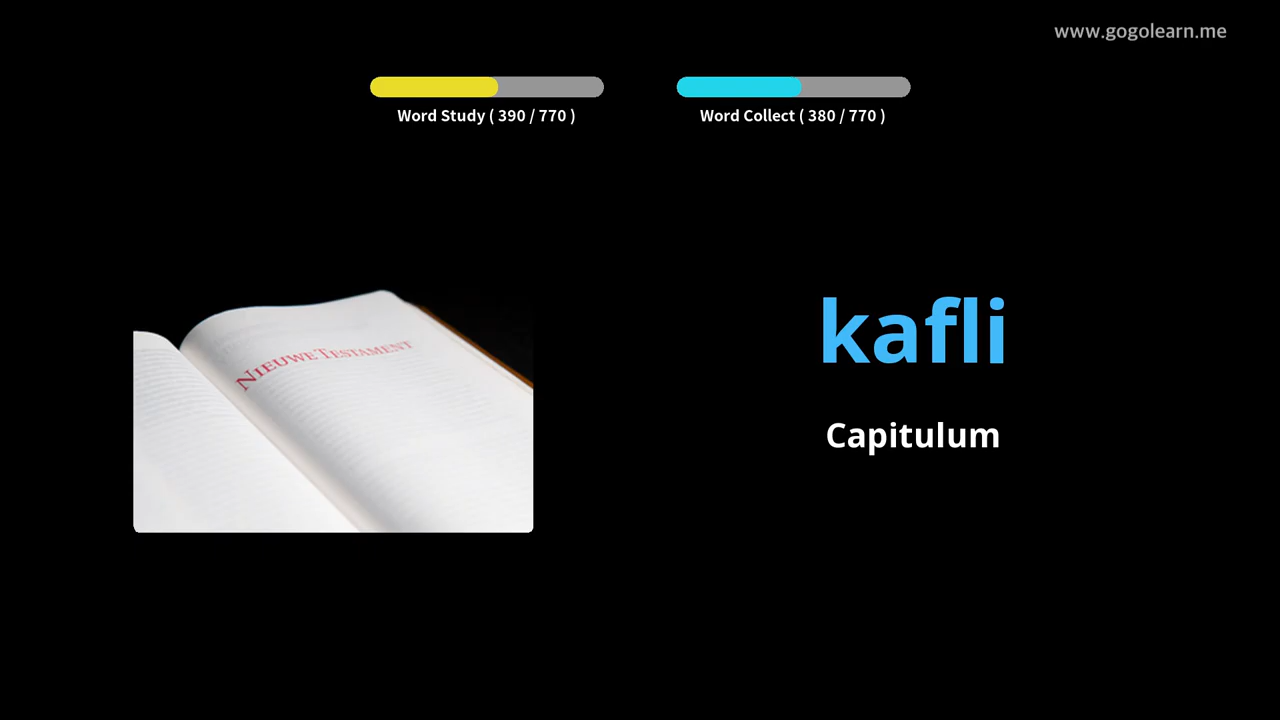 www.gogolearn.me
Word Study ( 390 / 770 )
Word Collect ( 380 / 770 )
NIEUWE TESTAMENT
kafli
Capitulum